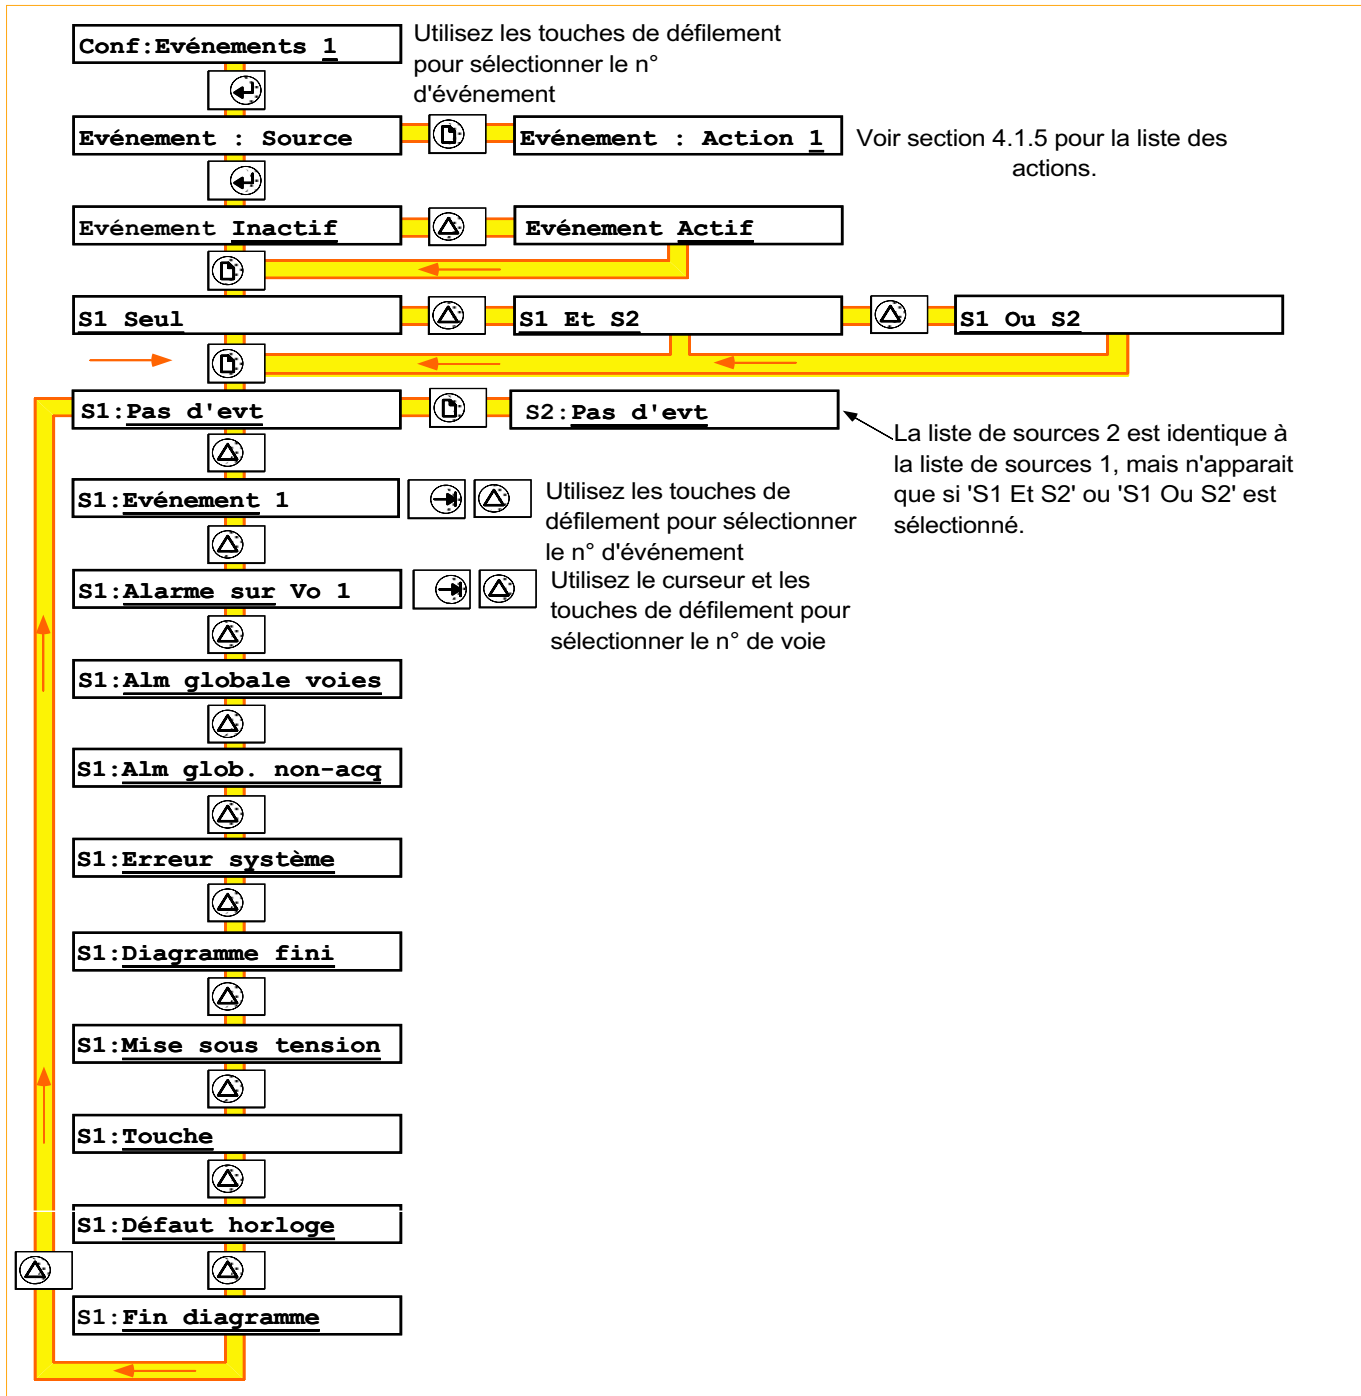 Conf:Evénements 1
Utilisez les touches de défilement
pour sélectionner le n°
d'événement
Evénement : Source
Evénement : Action 1
Voir section 4.1.5 pour la liste des
actions.
Evénement Inactif
Evénement Actif
S1 Seul
S1 Et S2
S1 Ou S2
S1:Pas d'evt
S2:Pas d'evt
La liste de sources 2 est identique à
la liste de sources 1, mais n'apparait
que si 'S1 Et S2' ou 'S1 Ou S2' est
sélectionné.
S1:Evénement 1
Utilisez les touches de
défilement pour sélectionner
le n° d'événement
S1:Alarme sur Vo 1
Utilisez le curseur et les
touches de défilement pour
sélectionner le n° de voie
S1:Alm globale voies
S1:Alm glob. non-acq
S1:Erreur système
S1:Diagramme fini
S1:Mise sous tension
S1:Touche
S1:Défaut horloge
S1:Fin diagramme